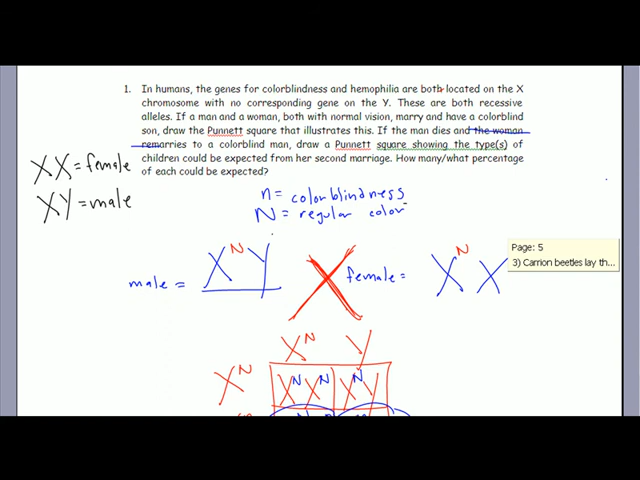 1. In humans, the genes for colorblindness and hemophilia are both located on the X
chromosome with no corresponding gene on the Y. These are both recessive
alleles. If a man and a woman, both with normal vision, marry and have a colorblind
son, draw the Punnett square that illustrates this. If the man dies and the woman
remarries to a colorblind man, draw a Punnett square showing the type(s) of
children could be expected from her second marriage. How many/what percentage
of each could be expected?
XX = female
XY = male
n = colorblindness
N = regular color
male = X^N Y X female = X^N X
Page: 5
3) Carrion beetles lay th...
X^N Y
X^N X^N X^N X^N Y